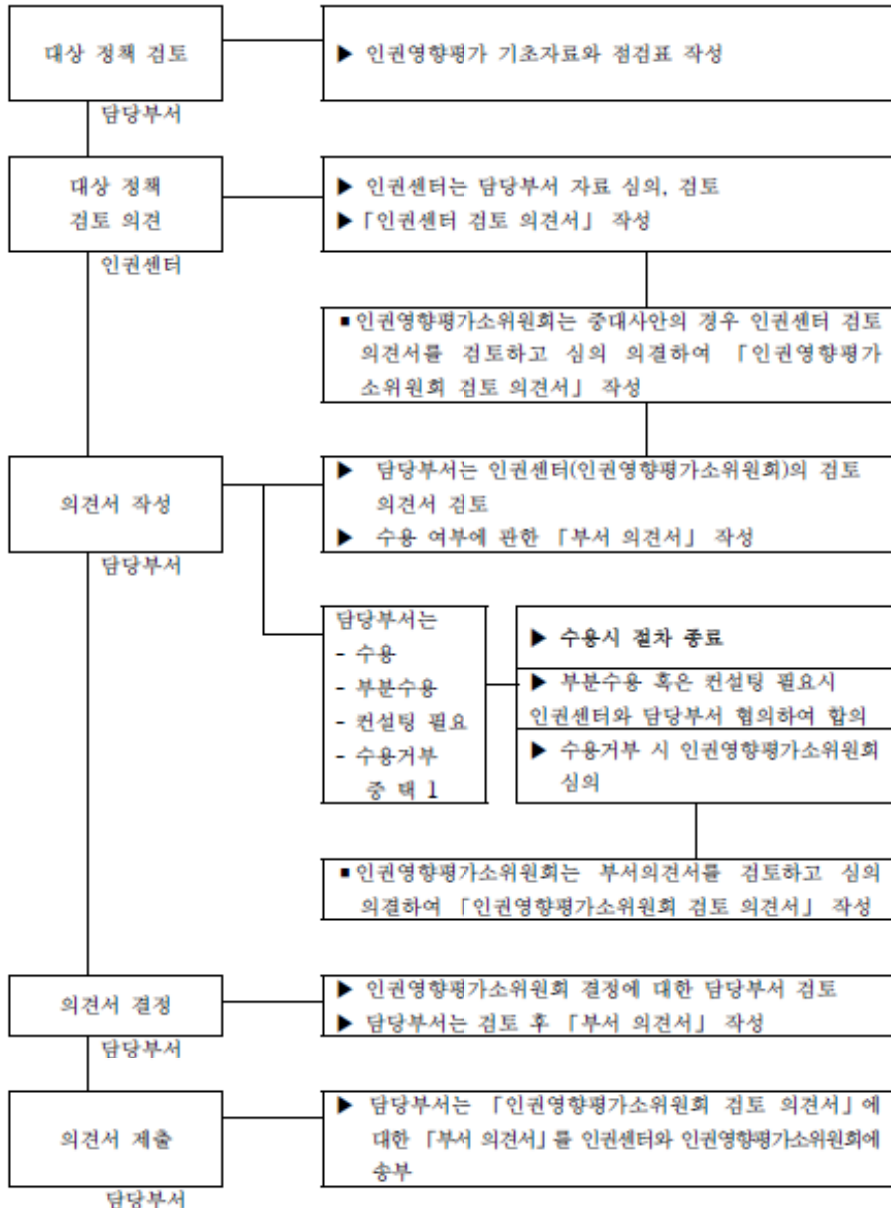 대상 정책 검토
▶ 인권영향평가 기초자료와 점검표 작성
담당부서
대상 정책
검토 의견
▶ 인권센터는 담당부서 자료 심의, 검토
▶「인권센터 검토 의견서」 작성
인권센터
■인권영향평가소위원회는 중대사안의 경우 인권센터 검토
의견서를 검토하고 심의 의결하여 「인권영향평가
소위원회 검토 의견서」 작성
의견서 작성
▶ 담당부서는 인권센터(인권영향평가소위원회)의 검토
의견서 검토
▶ 수용 여부에 관한 「부서 의견서」 작성
담당부서
담당부서는
- 수용
- 부분수용
- 컨설팅 필요
- 수용거부
중 택 1
▶ 수용시 절차 종료
▶ 부분수용 혹은 컨설팅 필요시
인권센터와 담당부서 협의하여 합의
▶ 수용거부 시 인권영향평가소위원회
심의
■인권영향평가소위원회는 부서의견서를 검토하고 심의
의결하여 「인권영향평가소위원회 검토 의견서」 작성
의견서 결정
▶ 인권영향평가소위원회 결정에 대한 담당부서 검토
▶ 담당부서는 검토 후 「부서 의견서」 작성
담당부서
의견서 제출
▶ 담당부서는 「인권영향평가소위원회 검토 의견서」에
대한 「부서 의견서」를 인권센터와 인권영향평가소위원회에
송부
담당부서